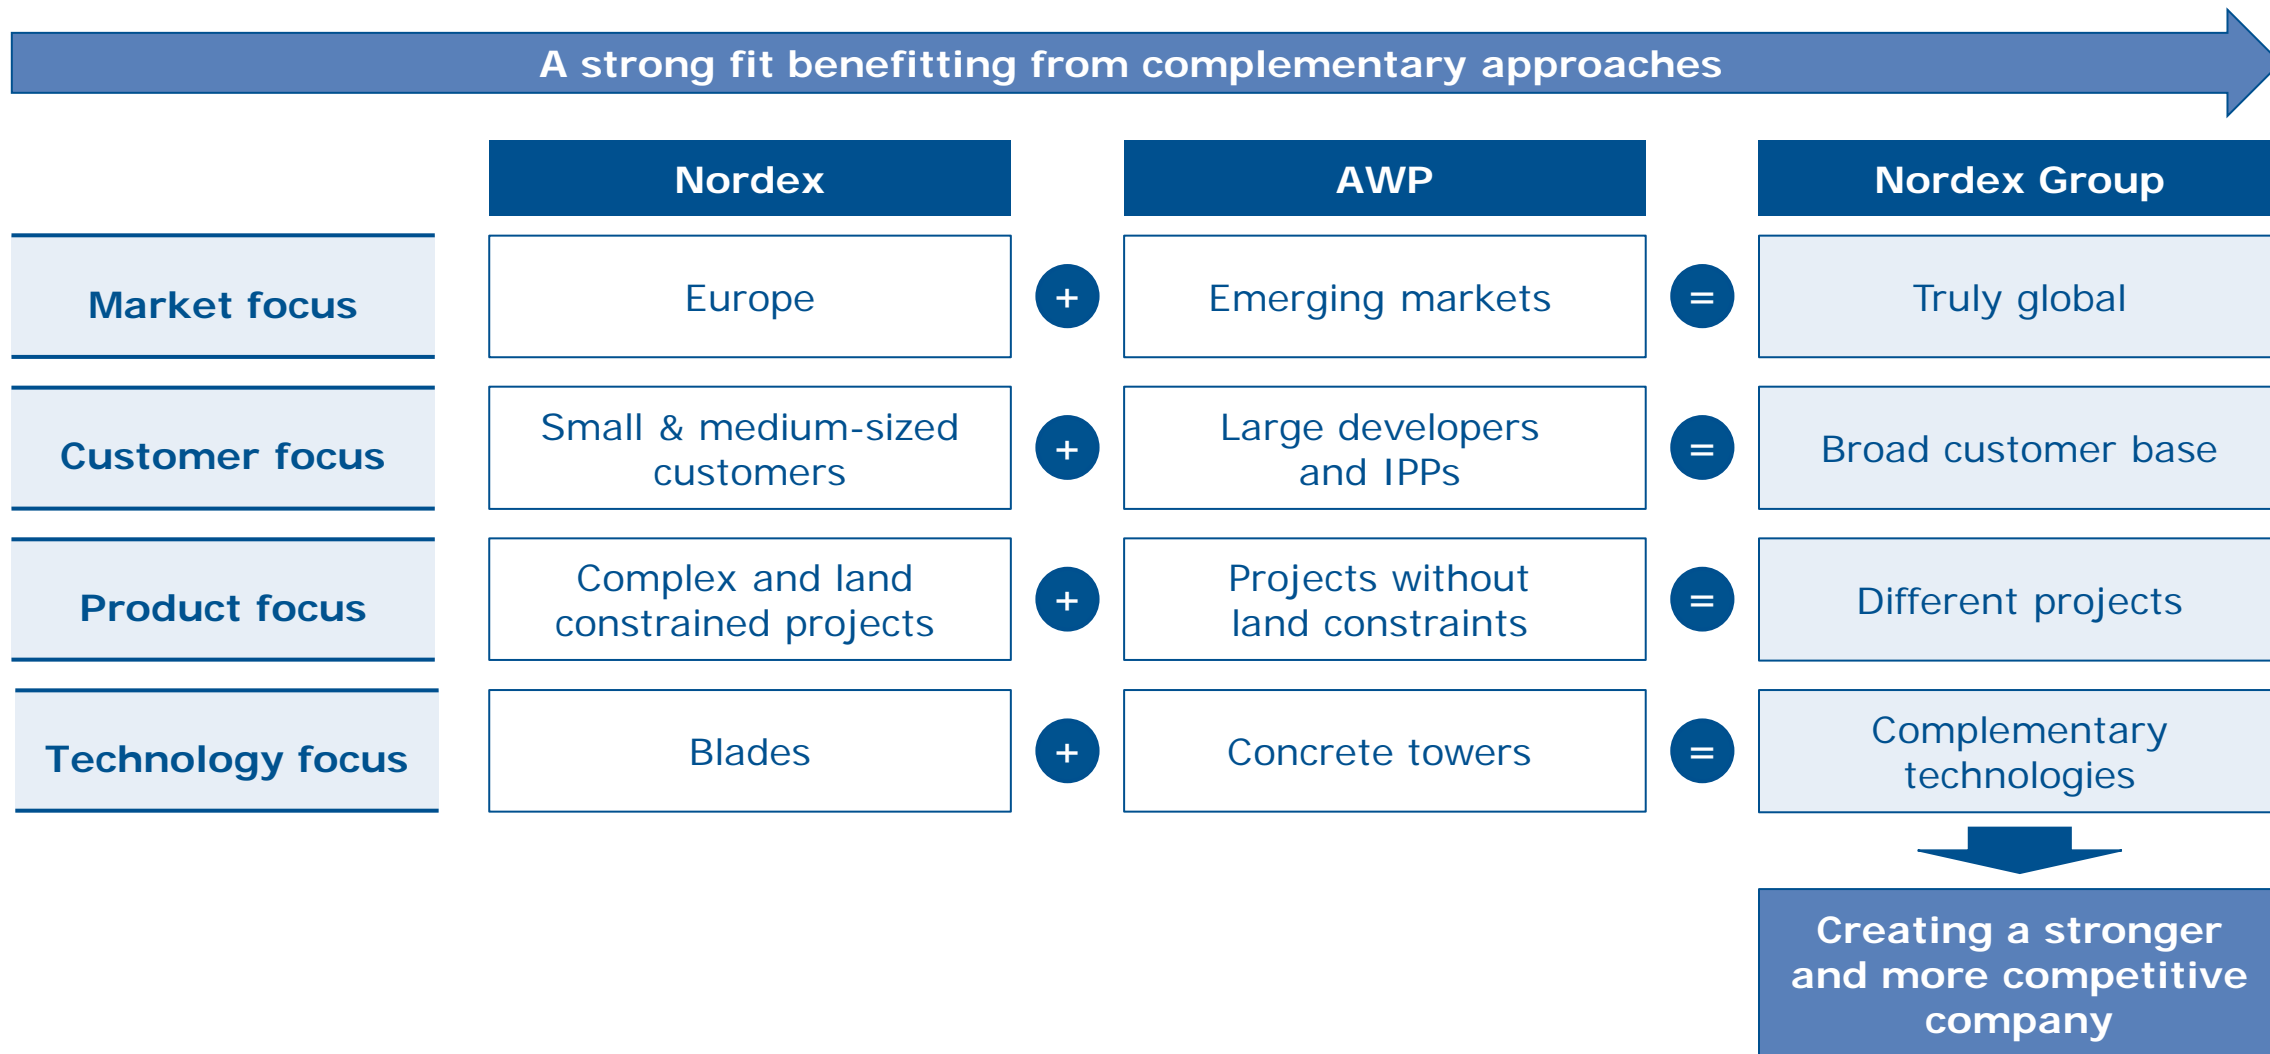 A strong fit benefitting from complementary approaches
Nordex
AWP
Nordex Group
Market focus
Europe
+
Emerging markets
=
Truly global
Customer focus
Small & medium-sized
customers
+
Large developers
and IPPs
=
Broad customer base
Product focus
Complex and land
constrained projects
+
Projects without
land constraints
=
Different projects
Technology focus
Blades
+
Concrete towers
=
Complementary
technologies
Creating a stronger
and more competitive
company